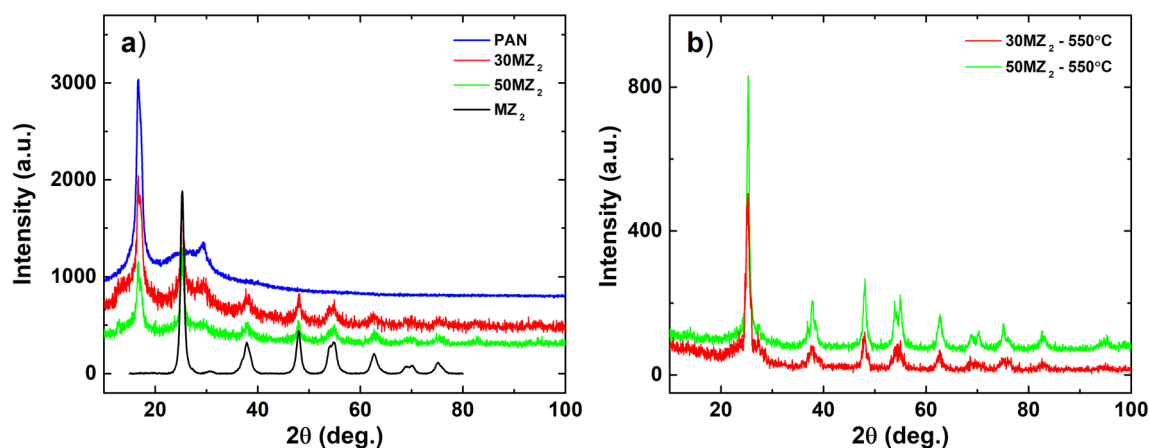 a)
PAN
30MZ₂
50MZ₂
MZ₂
Intensity (a.u.)
3000
2000
1000
0
20 40 60 80 100
2θ (deg.)
b)
30MZ₂ - 550°C
50MZ₂ - 550°C
Intensity (a.u.)
800
400
0
20 40 60 80 100
2θ (deg.)